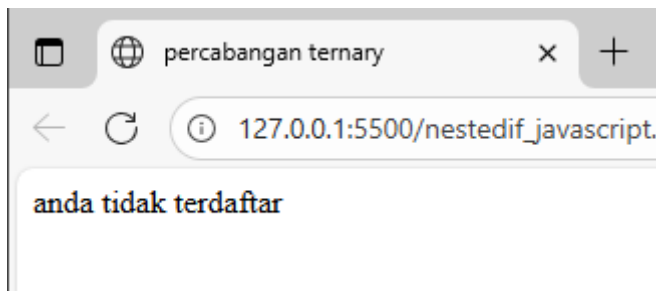 percabangan ternary
127.0.0.1:5500/nestedif_javascript.
anda tidak terdaftar